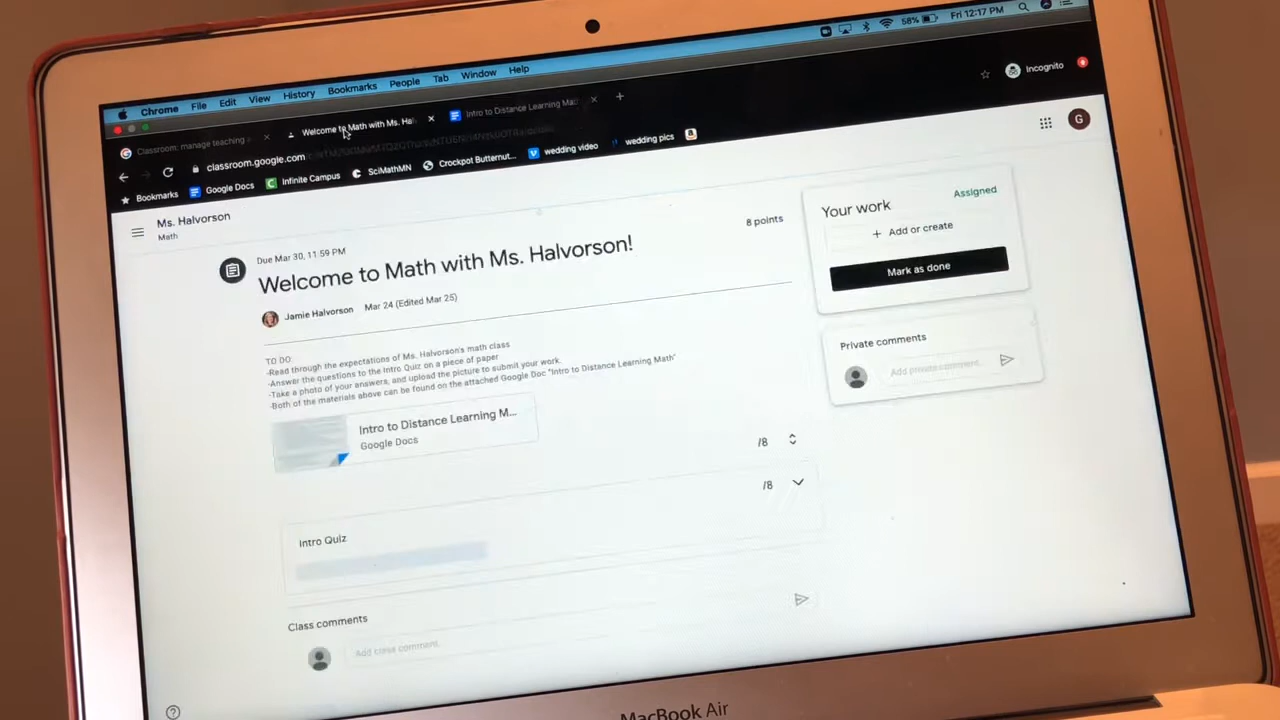 Chrome File Edit View History Bookmarks People Tab Window Help 58% Fri 12:17 PM
Classroom: manage teaching Welcome to Math with Ms. Hal Intro to Distance Learning Ma
classroom.google.com Incognito
Bookmarks Google Docs Infinite Campus SciMathMN Crockpot Butternut... wedding video wedding pics
Ms. Halvorson
Math
G
Due Mar 30, 11:59 PM
8 points
Welcome to Math with Ms. Halvorson!
Jamie Halvorson Mar 24 (Edited Mar 25)
TO DO:
-Read through the expectations of Ms. Halvorson's math class
-Answer the questions to the Intro Quiz on a piece of paper
-Take a photo of your answers, and upload the picture to submit your work.
-Both of the materials above can be found on the attached Google Doc "Intro to Distance Learning Math"
Intro to Distance Learning M...
Google Docs
/8
/8
Intro Quiz
Class comments
Add class comment...
Your work Assigned
+ Add or create
Mark as done
Private comments
Add private comment...
MacBook Air